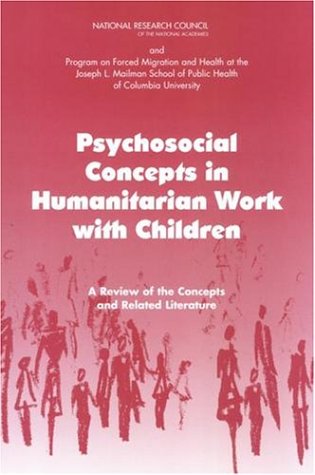 NATIONAL RESEARCH COUNCIL
OF THE NATIONAL ACADEMIES
and
Program on Forced Migration and Health at the
Joseph L. Mailman School of Public Health
of Columbia University
Psychosocial
Concepts in
Humanitarian Work
with Children
A Review of the Concepts
and Related Literature